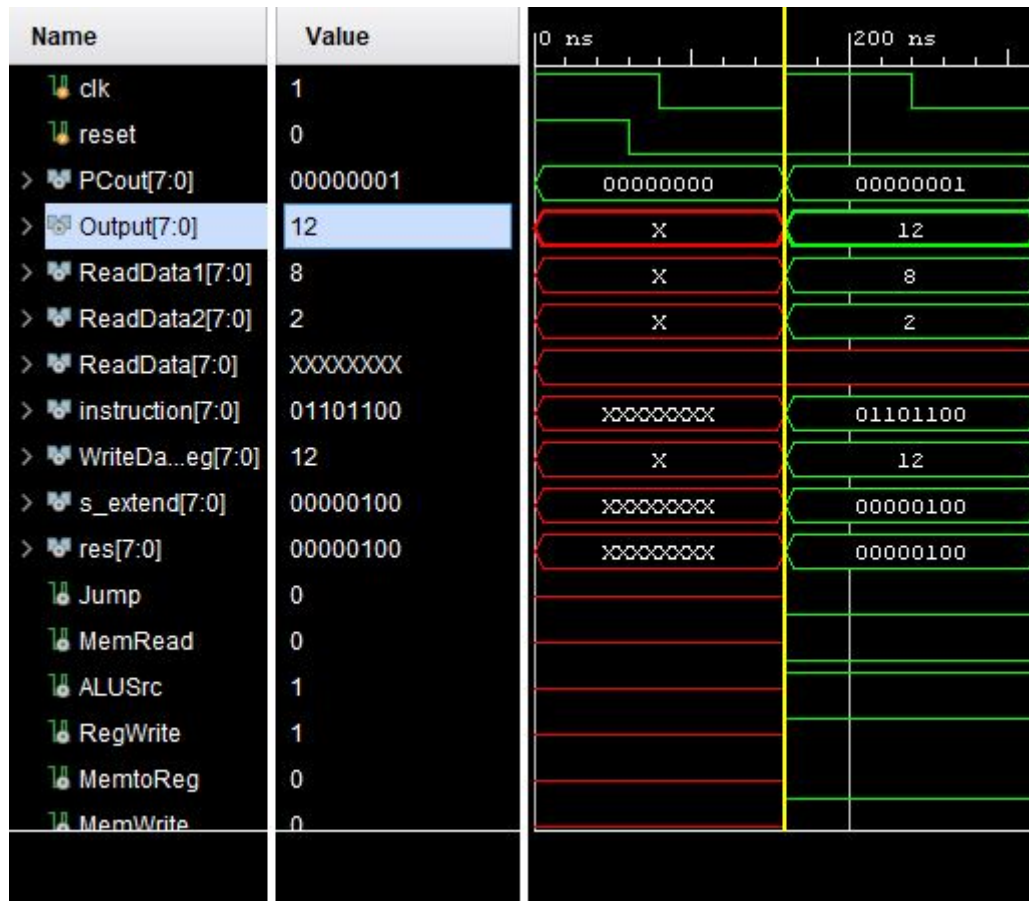 Name Value 0 ns 200 ns
clk 1
reset 0
PCout[7:0] 00000001 00000000 00000001
Output[7:0] 12 X 12
ReadData1[7:0] 8 X 8
ReadData2[7:0] 2 X 2
ReadData[7:0] XXXXXXXX
instruction[7:0] 01101100 XXXXXXXX 01101100
WriteDa...eg[7:0] 12 X 12
s_extend[7:0] 00000100 XXXXXXXX 00000100
res[7:0] 00000100 XXXXXXXX 00000100
Jump 0
MemRead 0
ALUSrc 1
RegWrite 1
MemtoReg 0
MemWrite 0